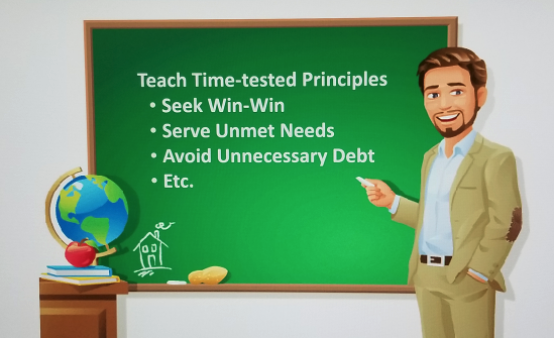 Teach Time-tested Principles
• Seek Win-Win
• Serve Unmet Needs
• Avoid Unnecessary Debt
• Etc.